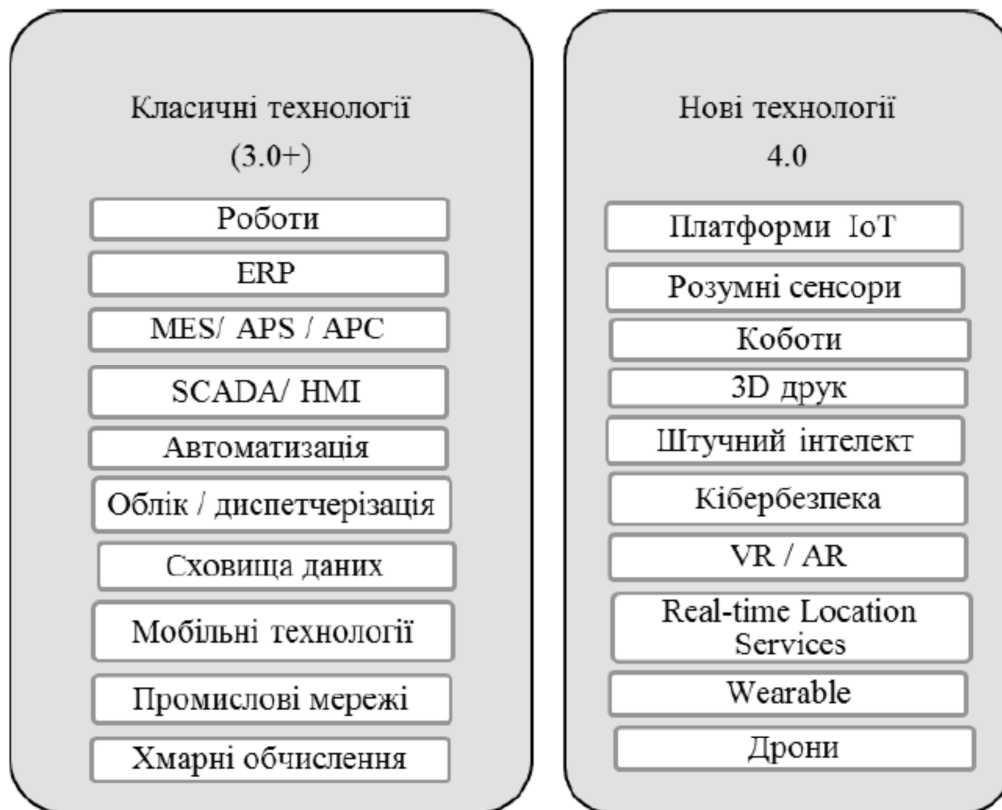 Класичні технології
(3.0+)
Роботи
ERP
MES/ APS / APC
SCADA/ HMI
Автоматизація
Облік / диспетчерізація
Сховища даних
Мобільні технології
Промислові мережі
Хмарні обчислення
Нові технології
4.0
Платформи IoT
Розумні сенсори
Коботи
3D друк
Штучний інтелект
Кібербезпека
VR / AR
Real-time Location
Services
Wearable
Дрони